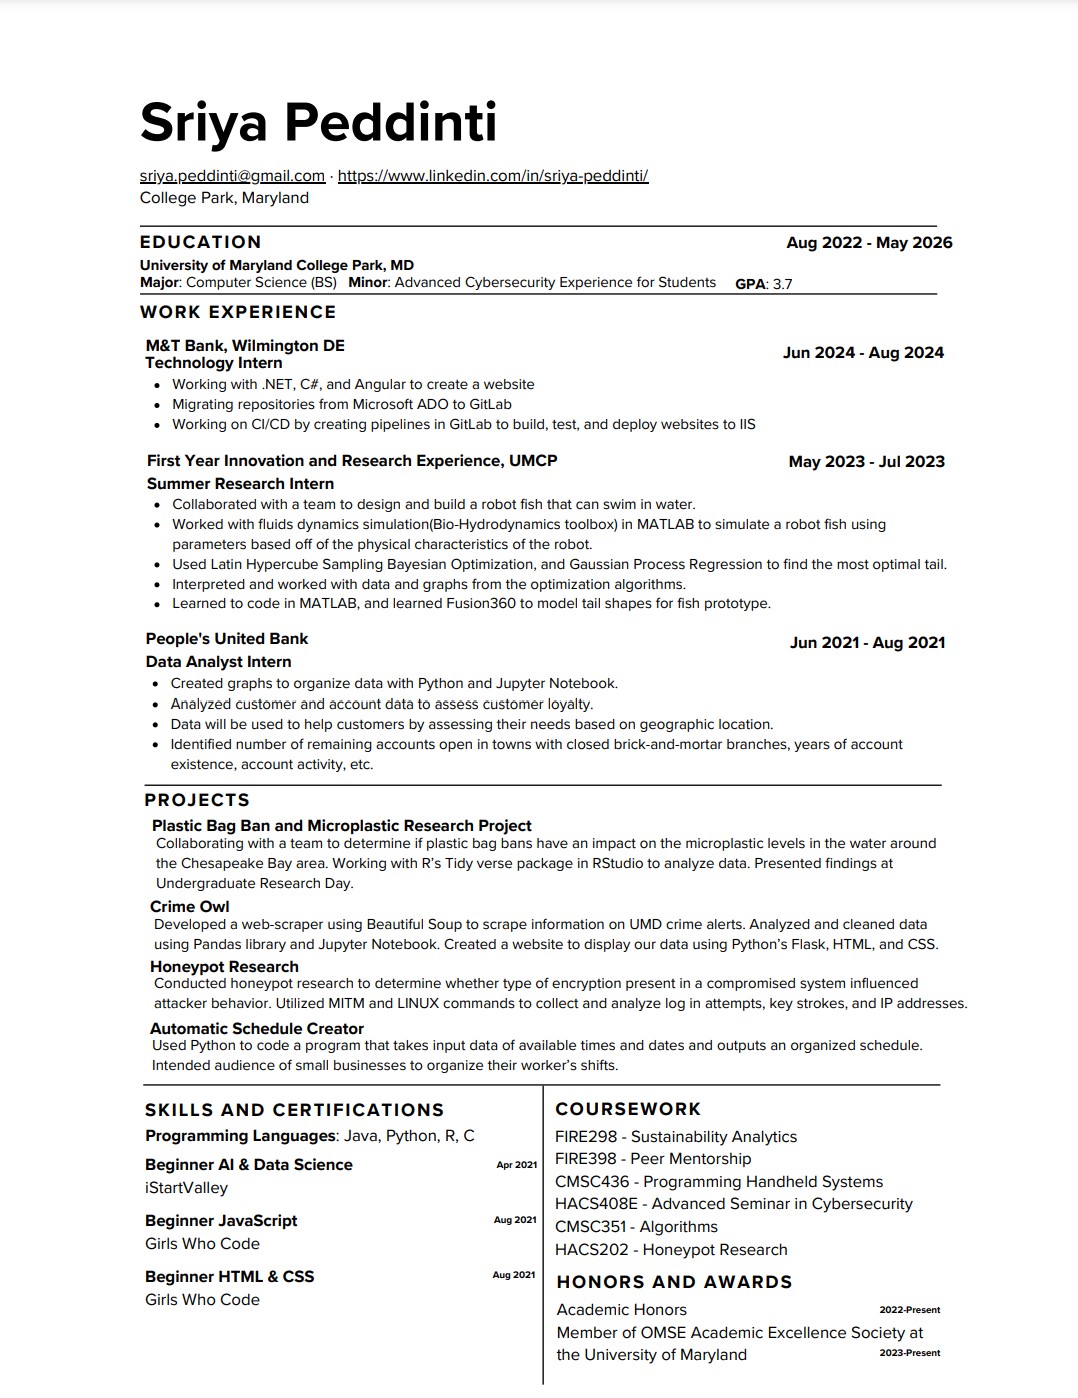 Sriya Peddinti
sriya.peddinti@gmail.com · https://www.linkedin.com/in/sriya-peddinti/
College Park, Maryland
EDUCATION Aug 2022 - May 2026
University of Maryland College Park, MD
Major: Computer Science (BS) Minor: Advanced Cybersecurity Experience for Students GPA: 3.7
WORK EXPERIENCE
M&T Bank, Wilmington DE
Jun 2024 - Aug 2024
Technology Intern
• Working with .NET, C#, and Angular to create a website
• Migrating repositories from Microsoft ADO to GitLab
• Working on CI/CD by creating pipelines in GitLab to build, test, and deploy websites to IIS
First Year Innovation and Research Experience, UMCP May 2023 - Jul 2023
Summer Research Intern
• Collaborated with a team to design and build a robot fish that can swim in water.
• Worked with fluids dynamics simulation(Bio-Hydrodynamics toolbox) in MATLAB to simulate a robot fish using
parameters based off of the physical characteristics of the robot.
• Used Latin Hypercube Sampling Bayesian Optimization, and Gaussian Process Regression to find the most optimal tail.
• Interpreted and worked with data and graphs from the optimization algorithms.
• Learned to code in MATLAB, and learned Fusion360 to model tail shapes for fish prototype.
People's United Bank Jun 2021 - Aug 2021
Data Analyst Intern
• Created graphs to organize data with Python and Jupyter Notebook.
• Analyzed customer and account data to assess customer loyalty.
• Data will be used to help customers by assessing their needs based on geographic location.
• Identified number of remaining accounts open in towns with closed brick-and-mortar branches, years of account
existence, account activity, etc.
PROJECTS
Plastic Bag Ban and Microplastic Research Project
Collaborating with a team to determine if plastic bag bans have an impact on the microplastic levels in the water around
the Chesapeake Bay area. Working with R’s Tidy verse package in RStudio to analyze data. Presented findings at
Undergraduate Research Day.
Crime Owl
Developed a web-scraper using Beautiful Soup to scrape information on UMD crime alerts. Analyzed and cleaned data
using Pandas library and Jupyter Notebook. Created a website to display our data using Python’s Flask, HTML, and CSS.
Honeypot Research
Conducted honeypot research to determine whether type of encryption present in a compromised system influenced
attacker behavior. Utilized MITM and LINUX commands to collect and analyze log in attempts, key strokes, and IP addresses.
Automatic Schedule Creator
Used Python to code a program that takes input data of available times and dates and outputs an organized schedule.
Intended audience of small businesses to organize their worker’s shifts.
SKILLS AND CERTIFICATIONS
Programming Languages: Java, Python, R, C
Beginner AI & Data Science Apr 2021
iStartValley
Beginner JavaScript Aug 2021
Girls Who Code
Beginner HTML & CSS Aug 2021
Girls Who Code
COURSEWORK
FIRE298 - Sustainability Analytics
FIRE398 - Peer Mentorship
CMSC436 - Programming Handheld Systems
HACS408E - Advanced Seminar in Cybersecurity
CMSC351 - Algorithms
HACS202 - Honeypot Research
HONORS AND AWARDS
Academic Honors 2022-Present
Member of OMSE Academic Excellence Society at
the University of Maryland 2023-Present